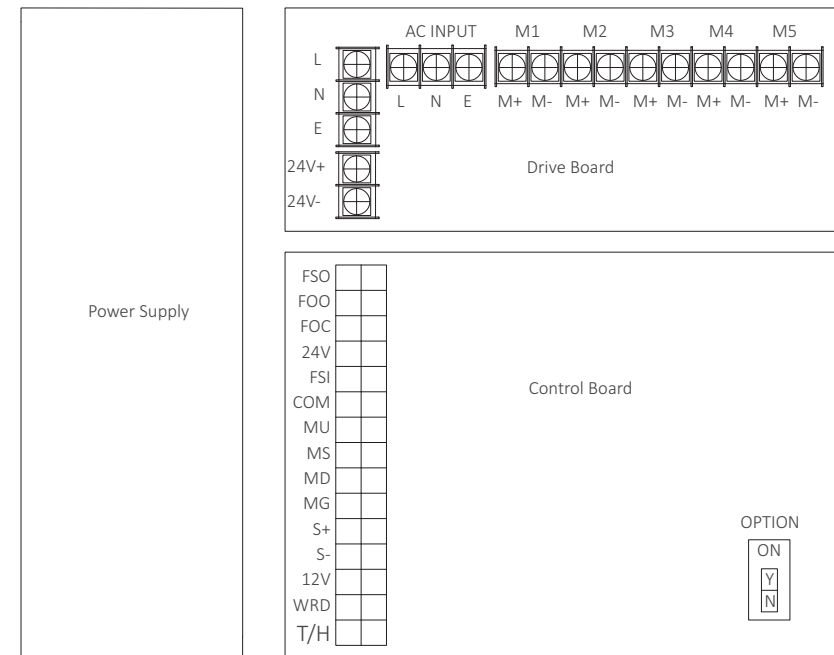 AC INPUT M1 M2 M3 M4 M5
L
N
E
24V+
24V-
L N E M+ M- M+ M- M+ M- M+ M- M+ M-
Drive Board
Power Supply
FSO
FOO
FOC
24V
FSI
COM
MU
MS
MD
MG
S+
S-
12V
WRD
T/H
Control Board
OPTION
ON
Y
N